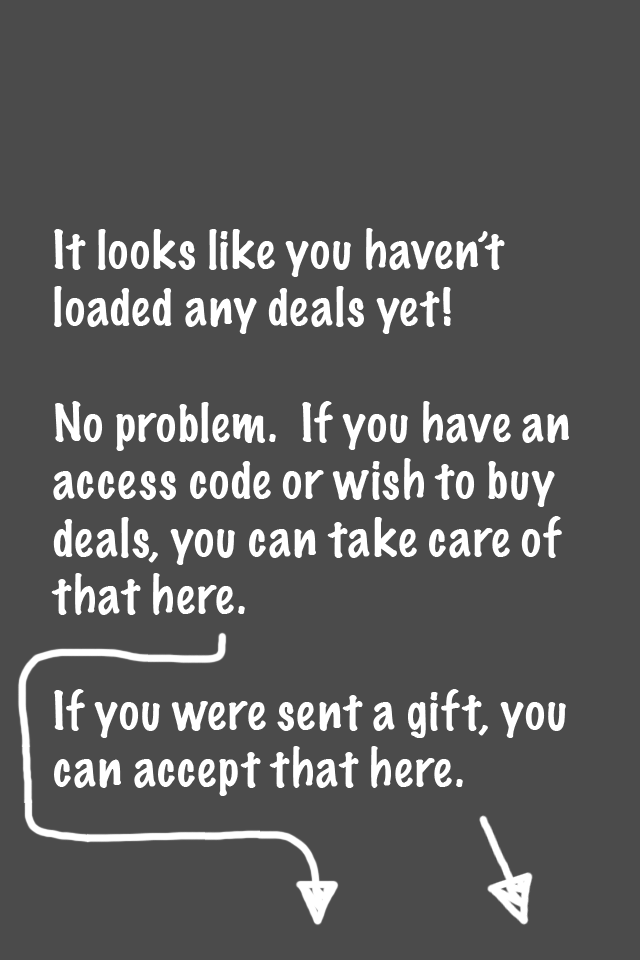 It looks like you haven't
loaded any deals yet!
No problem.  If you have an
access code or wish to buy
deals, you can take care of
that here.
If you were sent a gift, you
can accept that here.